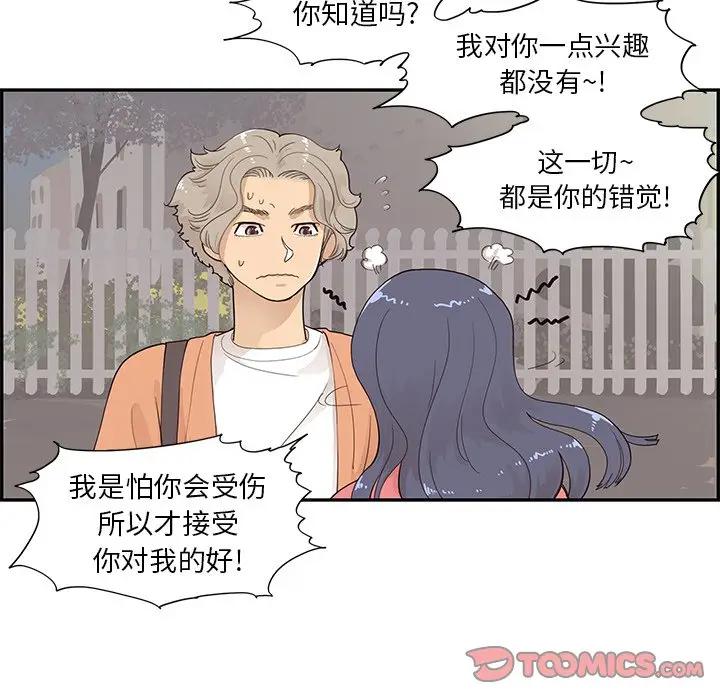 你知道吗?
我对你一点兴趣
都没有~!
这一切~
都是你的错觉!
我是怕你会受伤
所以才接受
你对我的好!
TOOMICS.COM